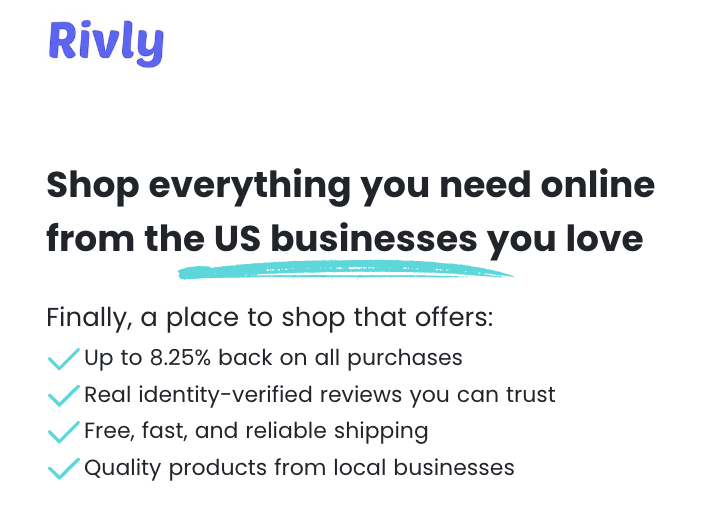 Rivly
Shop everything you need online
from the US businesses you love
Finally, a place to shop that offers:
Up to 8.25% back on all purchases
Real identity-verified reviews you can trust
Free, fast, and reliable shipping
Quality products from local businesses